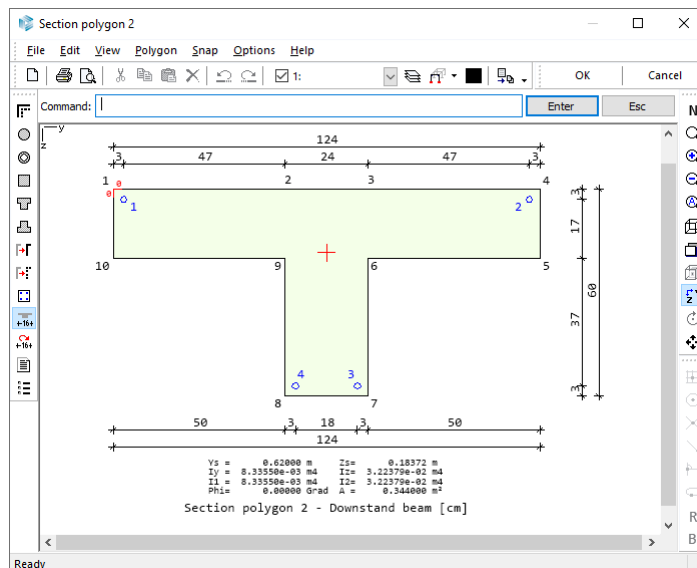 Section polygon 2
File Edit View Polygon Snap Options Help
1: OK Cancel
Command: Enter Esc
y
z
124
3 47 24 47 3
1 0 2 3 4
0
1 2
3
17
60
37
3
10 9 6 5
4 3
8 7
50 3 18 3 50
124
Ys = 0.62000 m Zs= 0.18372 m
Iy = 8.33550e-03 m4 Iz= 3.22379e-02 m4
I1 = 8.33550e-03 m4 I2= 3.22379e-02 m4
Phi= 0.00000 Grad A = 0.344000 m²
Section polygon 2 - Downstand beam [cm]
Ready